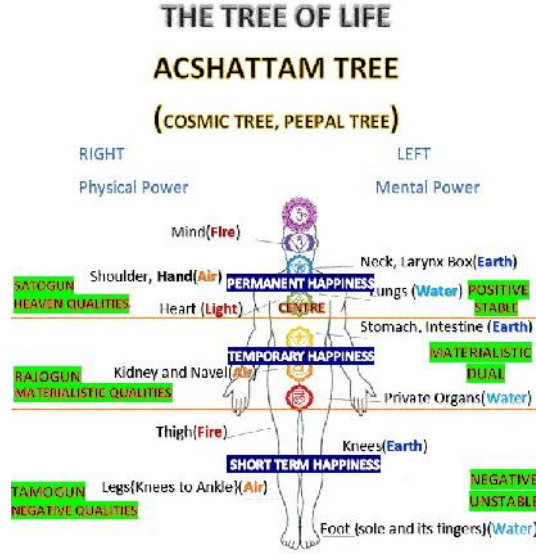 THE TREE OF LIFE
ACSHATTAM TREE
(COSMIC TREE, PEEPAL TREE)
RIGHT
LEFT
Physical Power
Mental Power
Mind(Fire)
Neck, Larynx Box(Earth)
Shoulder, Hand(Air)
PERMANENT HAPPINESS
SATOGUN
HEAVEN QUALITIES
Lungs (Water)
POSITIVE
STABLE
Heart (Light)
CENTRE
Stomach, Intestine (Earth)
TEMPORARY HAPPINESS
MATERIALISTIC
DUAL
Kidney and Navel(Air)
RAJOGUN
MATERIALISTIC QUALITIES
Private Organs(Water)
Thigh(Fire)
Knees(Earth)
SHORT TERM HAPPINESS
NEGATIVE
UNSTABLE
Legs{Knees to Ankle}(Air)
TAMOGUN
NEGATIVE QUALITIES
Foot {sole and its fingers}(Water)